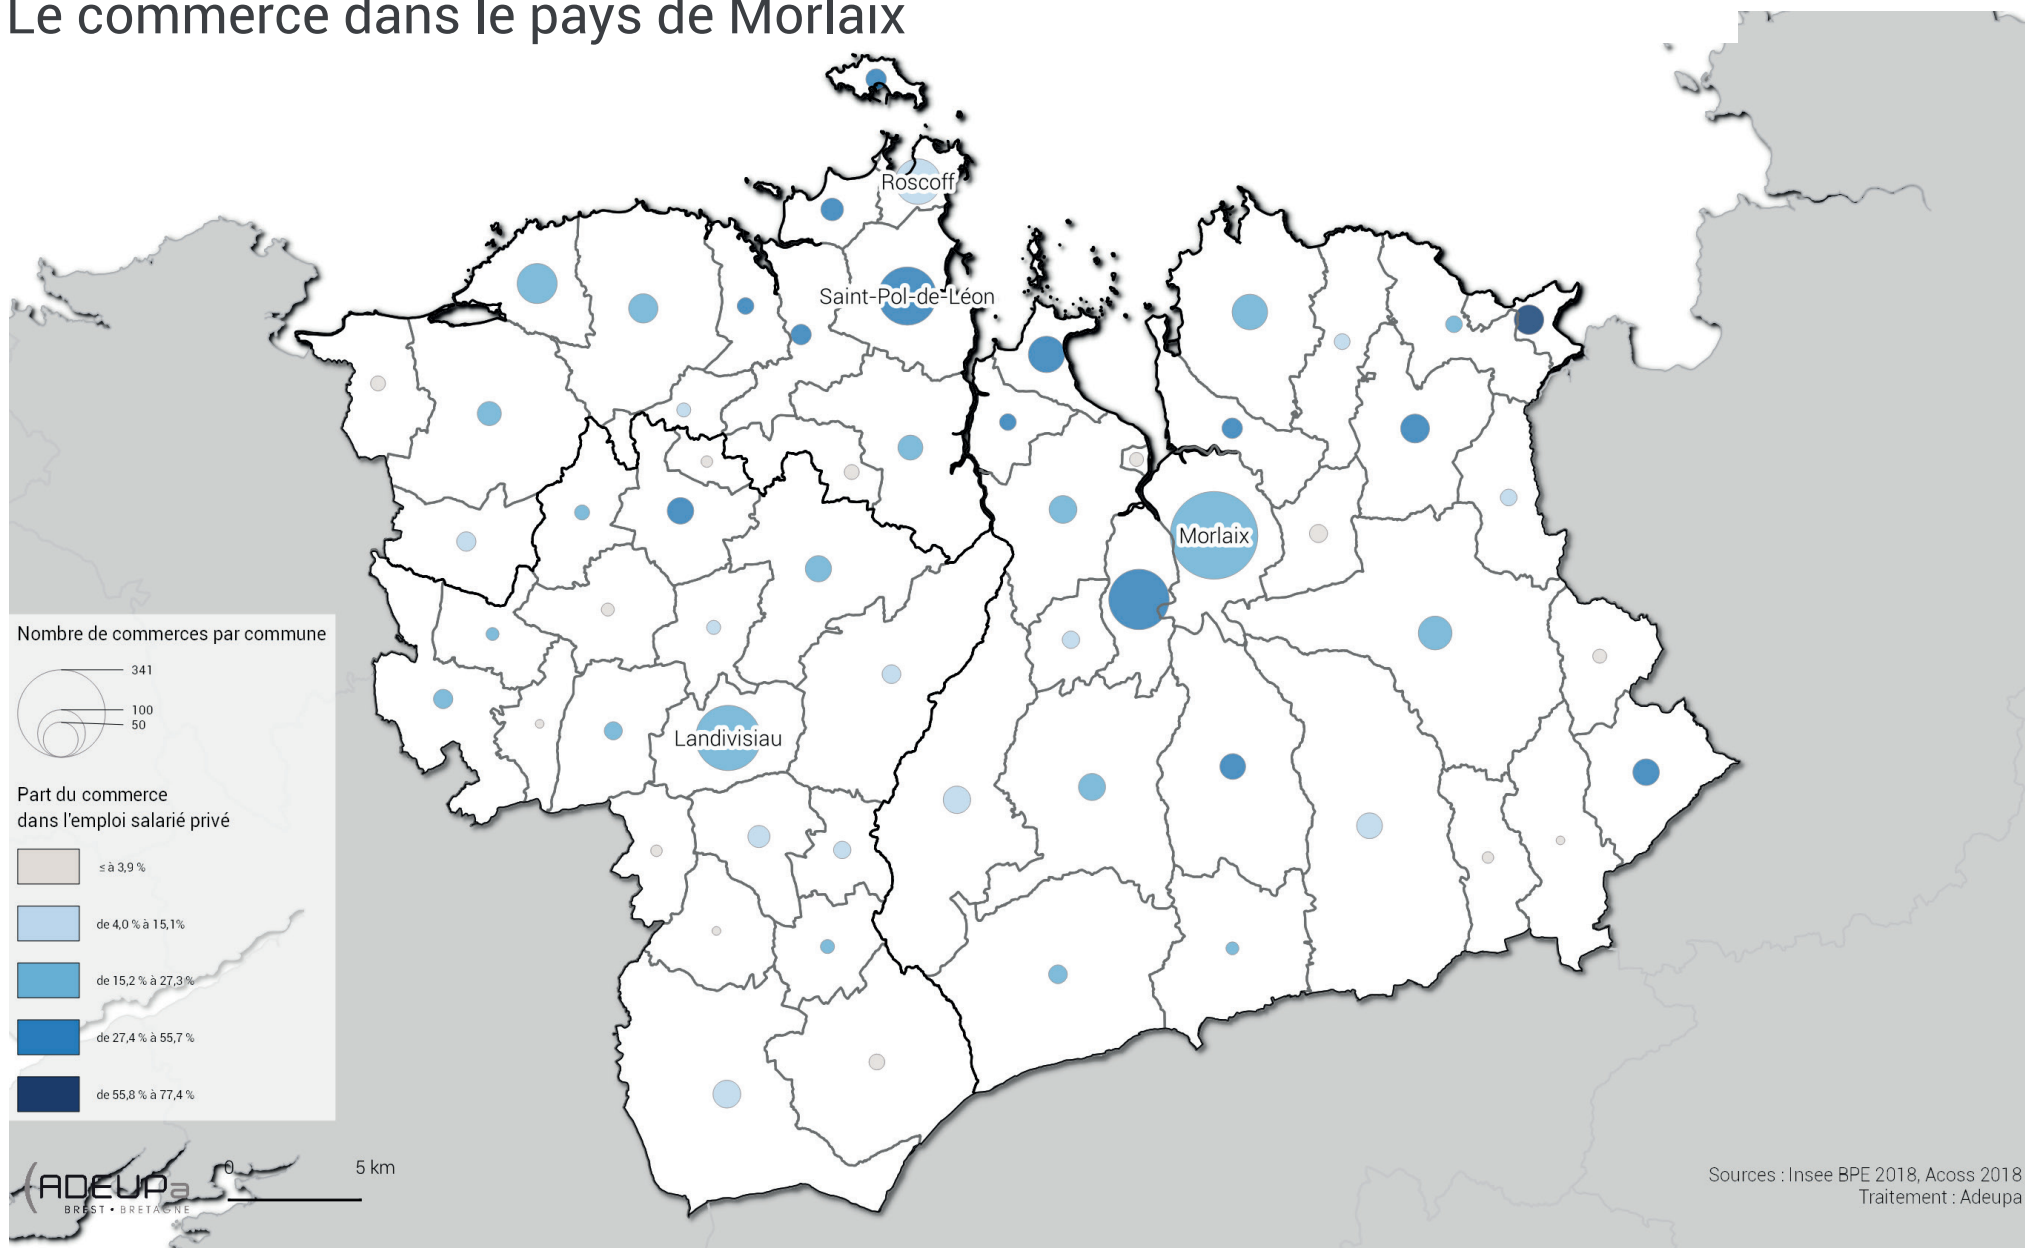 Le commerce dans le pays de Morlaix
Roscoff
Saint-Pol-de-Léon
Morlaix
Landivisiau
Nombre de commerces par commune
341
100
50
Part du commerce
dans l'emploi salarié privé
≤ à 3,9 %
de 4,0 % à 15,1%
de 15,2 % à 27,3 %
de 27,4 % à 55,7 %
de 55,8 % à 77,4 %
0 5 km
ADEUPa
BREST • BRETAGNE
Sources : Insee BPE 2018, Acoss 2018
Traitement : Adeupa